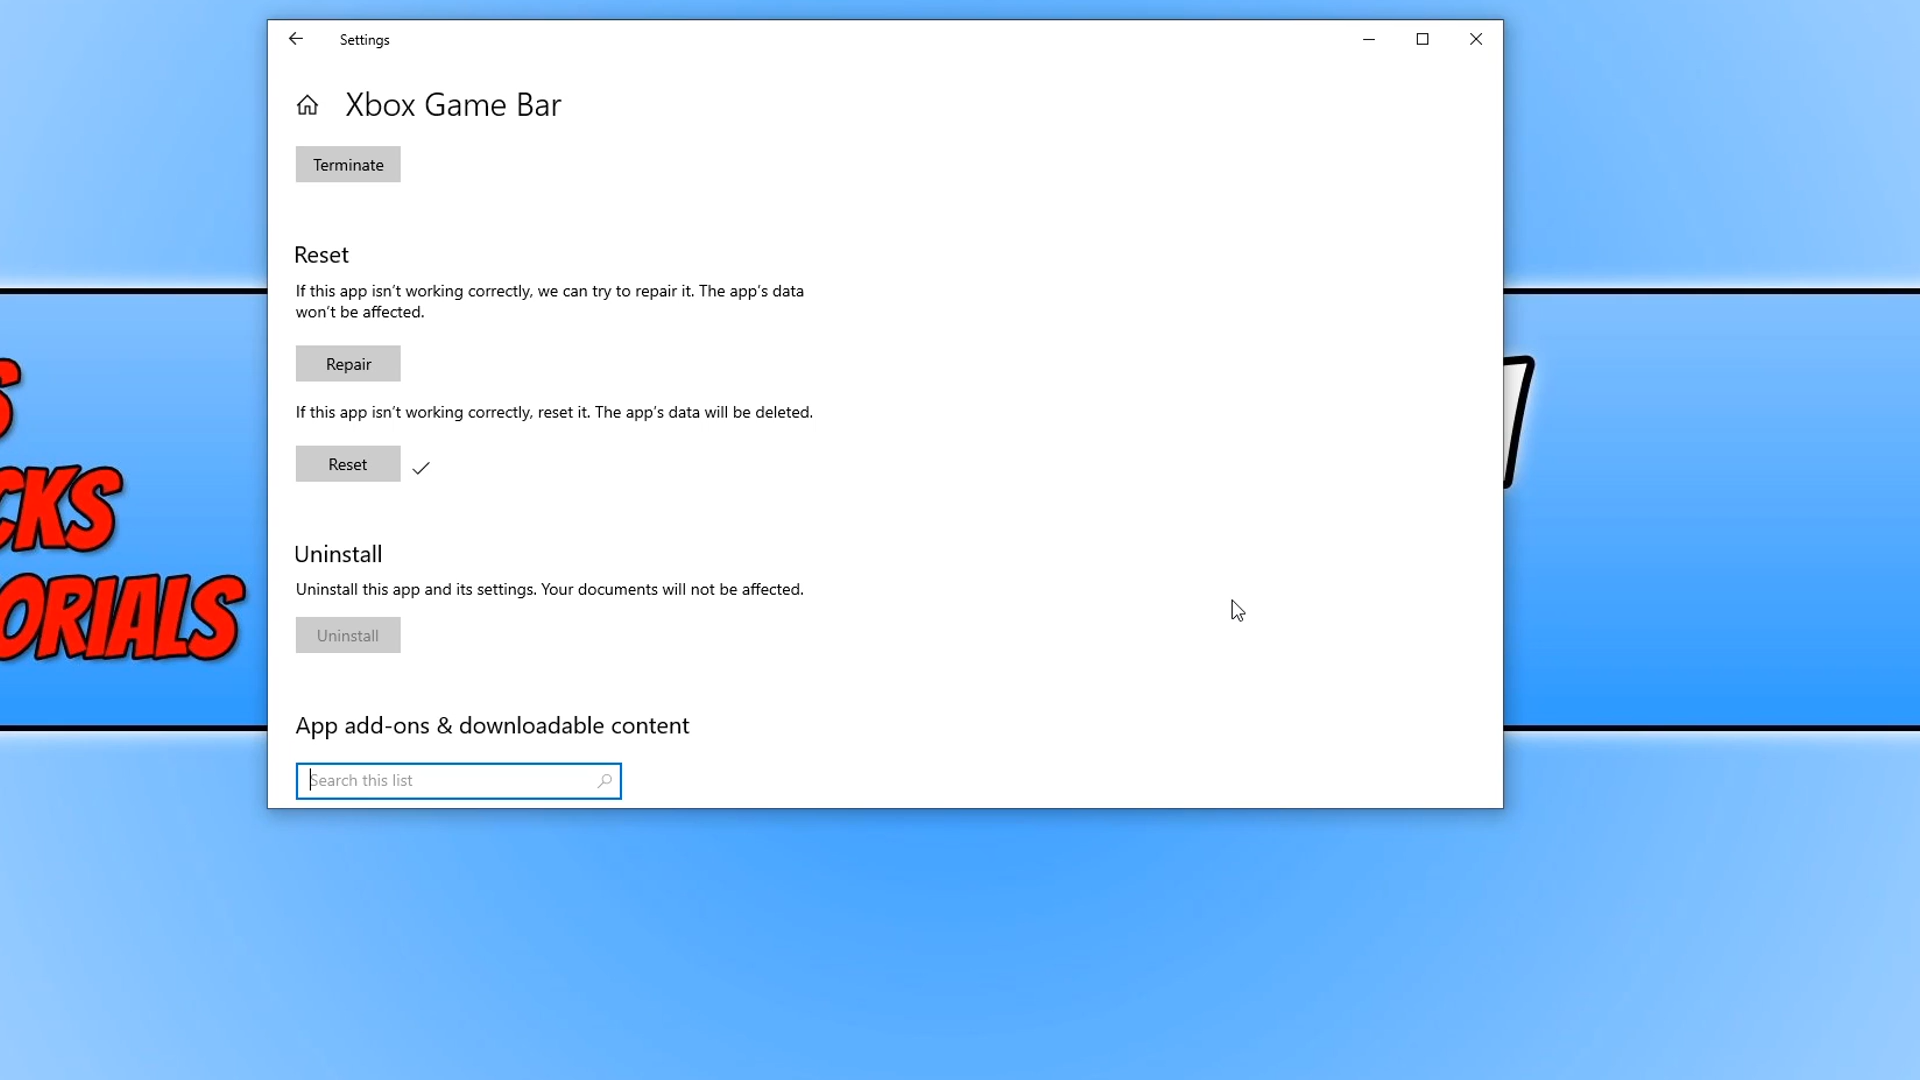 Settings
Xbox Game Bar
Terminate
Reset
If this app isn't working correctly, we can try to repair it. The app's data
won't be affected.
Repair
If this app isn't working correctly, reset it. The app's data will be deleted.
Reset
Uninstall
Uninstall this app and its settings. Your documents will not be affected.
Uninstall
App add-ons & downloadable content
Search this list
S
CKS
ORIALS